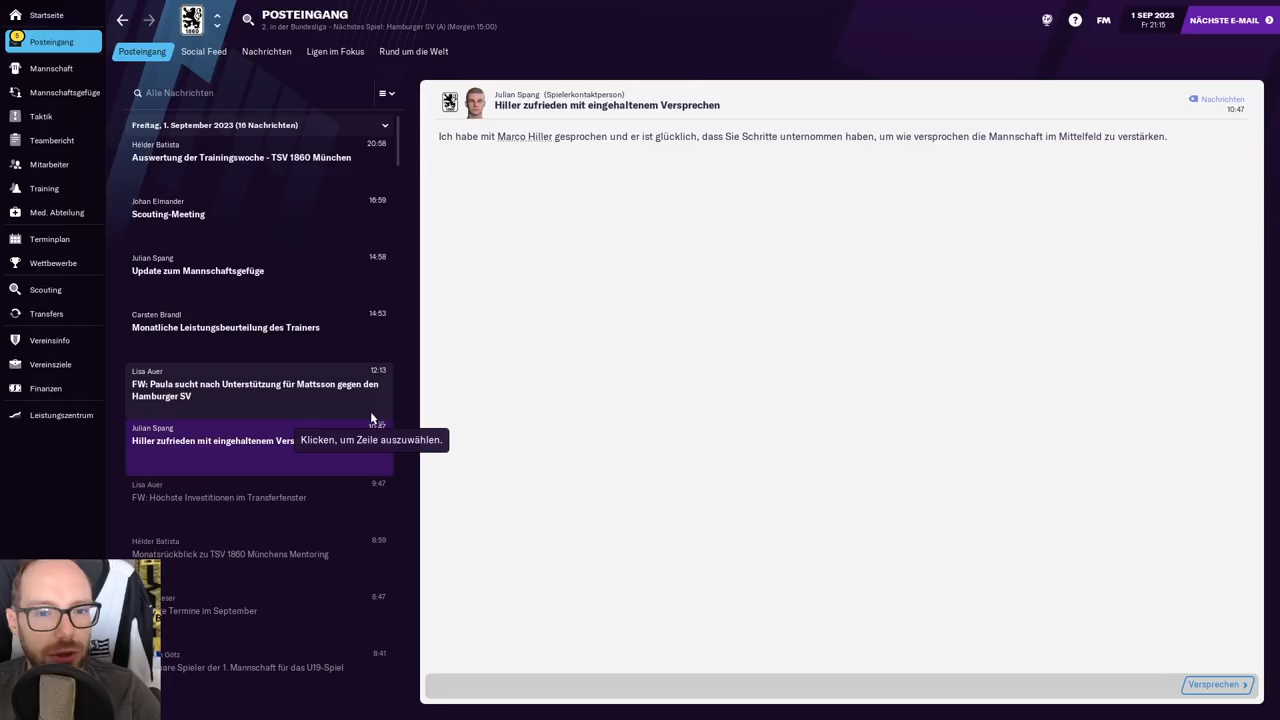 Startseite
Posteingang
5
Mannschaft
Mannschaftsgefüge
Taktik
Teambericht
Mitarbeiter
Training
Med. Abteilung
Terminplan
Wettbewerbe
Scouting
Transfers
Vereinsinfo
Vereinsziele
Finanzen
Leistungszentrum
1860
POSTEINGANG
2. in der Bundesliga - Nächstes Spiel: Hamburger SV (A) (Morgen 15:00)
FM
1 SEP 2023
Fr 21:15
NÄCHSTE E-MAIL
Posteingang
Social Feed
Nachrichten
Ligen im Fokus
Rund um die Welt
Alle Nachrichten
Freitag, 1. September 2023 (16 Nachrichten)
Hélder Batista 20:58
Auswertung der Trainingswoche - TSV 1860 München
Johan Elmander 16:59
Scouting-Meeting
Julian Spang 14:58
Update zum Mannschaftsgefüge
Carsten Brandl 14:53
Monatliche Leistungsbeurteilung des Trainers
Lisa Auer 12:13
FW: Paula sucht nach Unterstützung für Mattsson gegen den
Hamburger SV
Julian Spang
Hiller zufrieden mit eingehaltenem Vers
Klicken, um Zeile auszuwählen.
Lisa Auer 9:47
FW: Höchste Investitionen im Transferfenster
Hélder Batista 8:59
Monatsrückblick zu TSV 1860 Münchens Mentoring
8:47
Termine im September
Götz 8:41
Spieler der 1. Mannschaft für das U19-Spiel
Julian Spang (Spielerkontaktperson)
Hiller zufrieden mit eingehaltenem Versprechen
Nachrichten
10:47
Ich habe mit Marco Hiller gesprochen und er ist glücklich, dass Sie Schritte unternommen haben, um wie versprochen die Mannschaft im Mittelfeld zu verstärken.
Versprechen